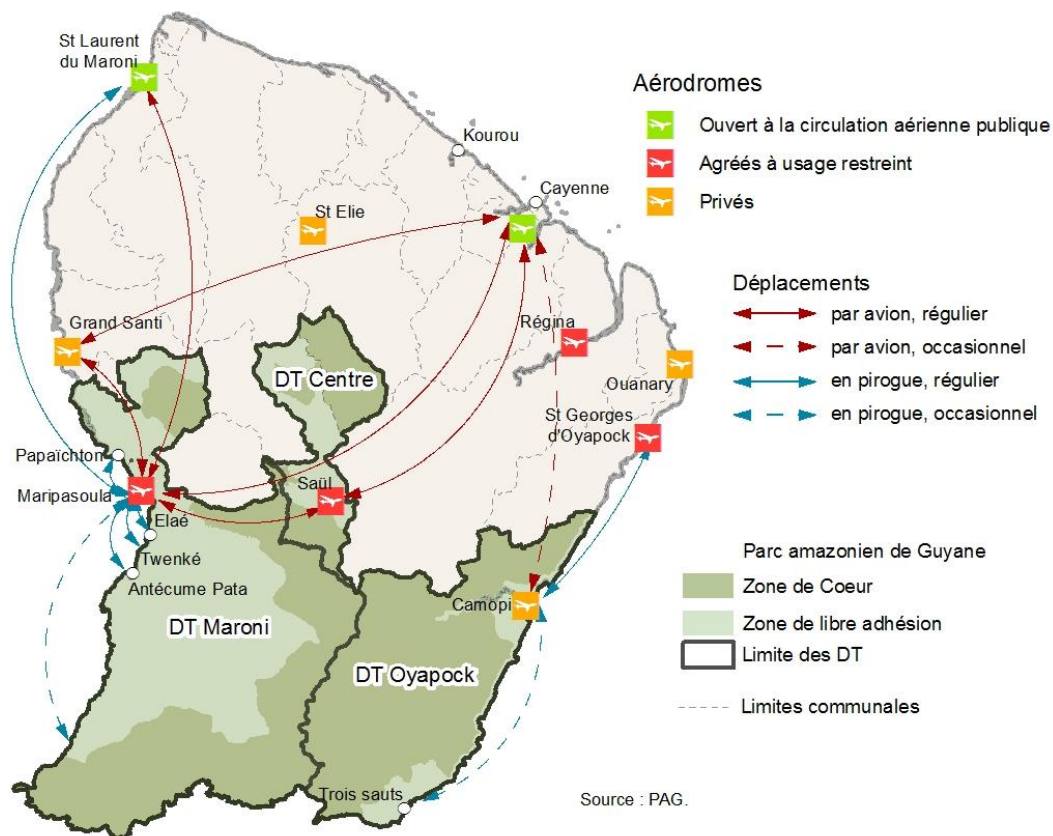 St Laurent
du Maroni
Kourou
Cayenne
St Elie
Grand Santi
Régina
DT Centre
Ouanary
St Georges
d'Oyapock
Papaïchton
Maripasoula
Saül
Elaé
Twenké
Antécume Pata
Camopi
DT Maroni
DT Oyapock
Trois sauts
Aérodromes
Ouvert à la circulation aérienne publique
Agréés à usage restreint
Privés
Déplacements
par avion, régulier
par avion, occasionnel
en pirogue, régulier
en pirogue, occasionnel
Parc amazonien de Guyane
Zone de Coeur
Zone de libre adhésion
Limite des DT
Limites communales
Source : PAG.